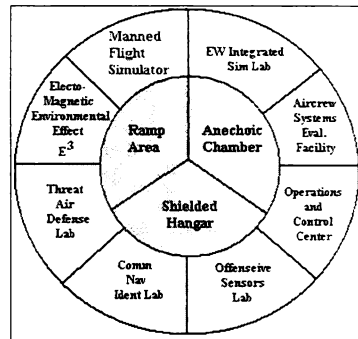 Manned
Flight
Simulator
EW Integrated
Sim Lab
Electo-
Magnetic
Environmental
Effect
E³
Ramp
Area
Anechoic
Chamber
Aircrew
Systems
Eval.
Facility
Threat
Air
Defense
Lab
Shielded
Hangar
Operations
and
Control
Center
Comm
Nav
Ident Lab
Offenseive
Sensors
Lab